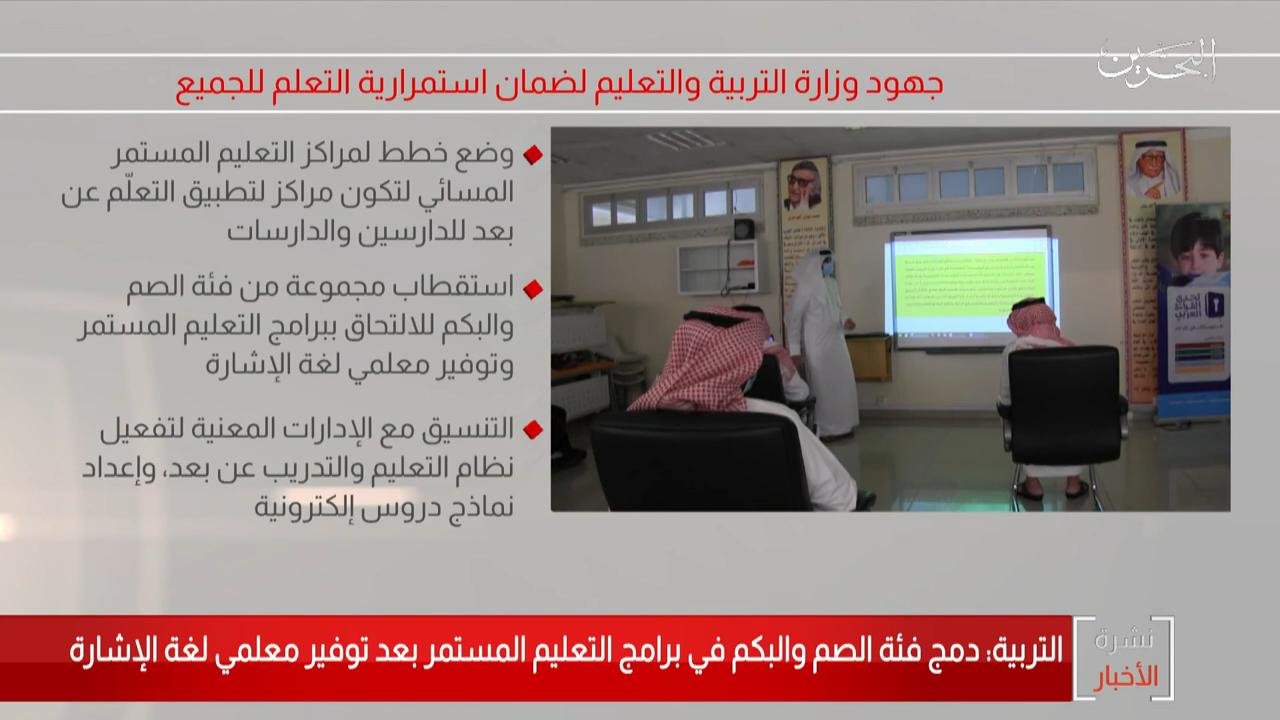 البحرين
جهود وزارة التربية والتعليم لضمان استمرارية التعلم للجميع
وضع خطط لمراكز التعليم المستمر
المسائي لتكون مراكز لتطبيق التعلّم عن
بعد للدارسين والدارسات
استقطاب مجموعة من فئة الصم
والبكم للالتحاق ببرامج التعليم المستمر
وتوفير معلمي لغة الإشارة
التنسيق مع الإدارات المعنية لتفعيل
نظام التعليم والتدريب عن بعد، وإعداد
نماذج دروس إلكترونية
تحدي
القراءة
العربي
نشرة
الأخبار
التربية: دمج فئة الصم والبكم في برامج التعليم المستمر بعد توفير معلمي لغة الإشارة